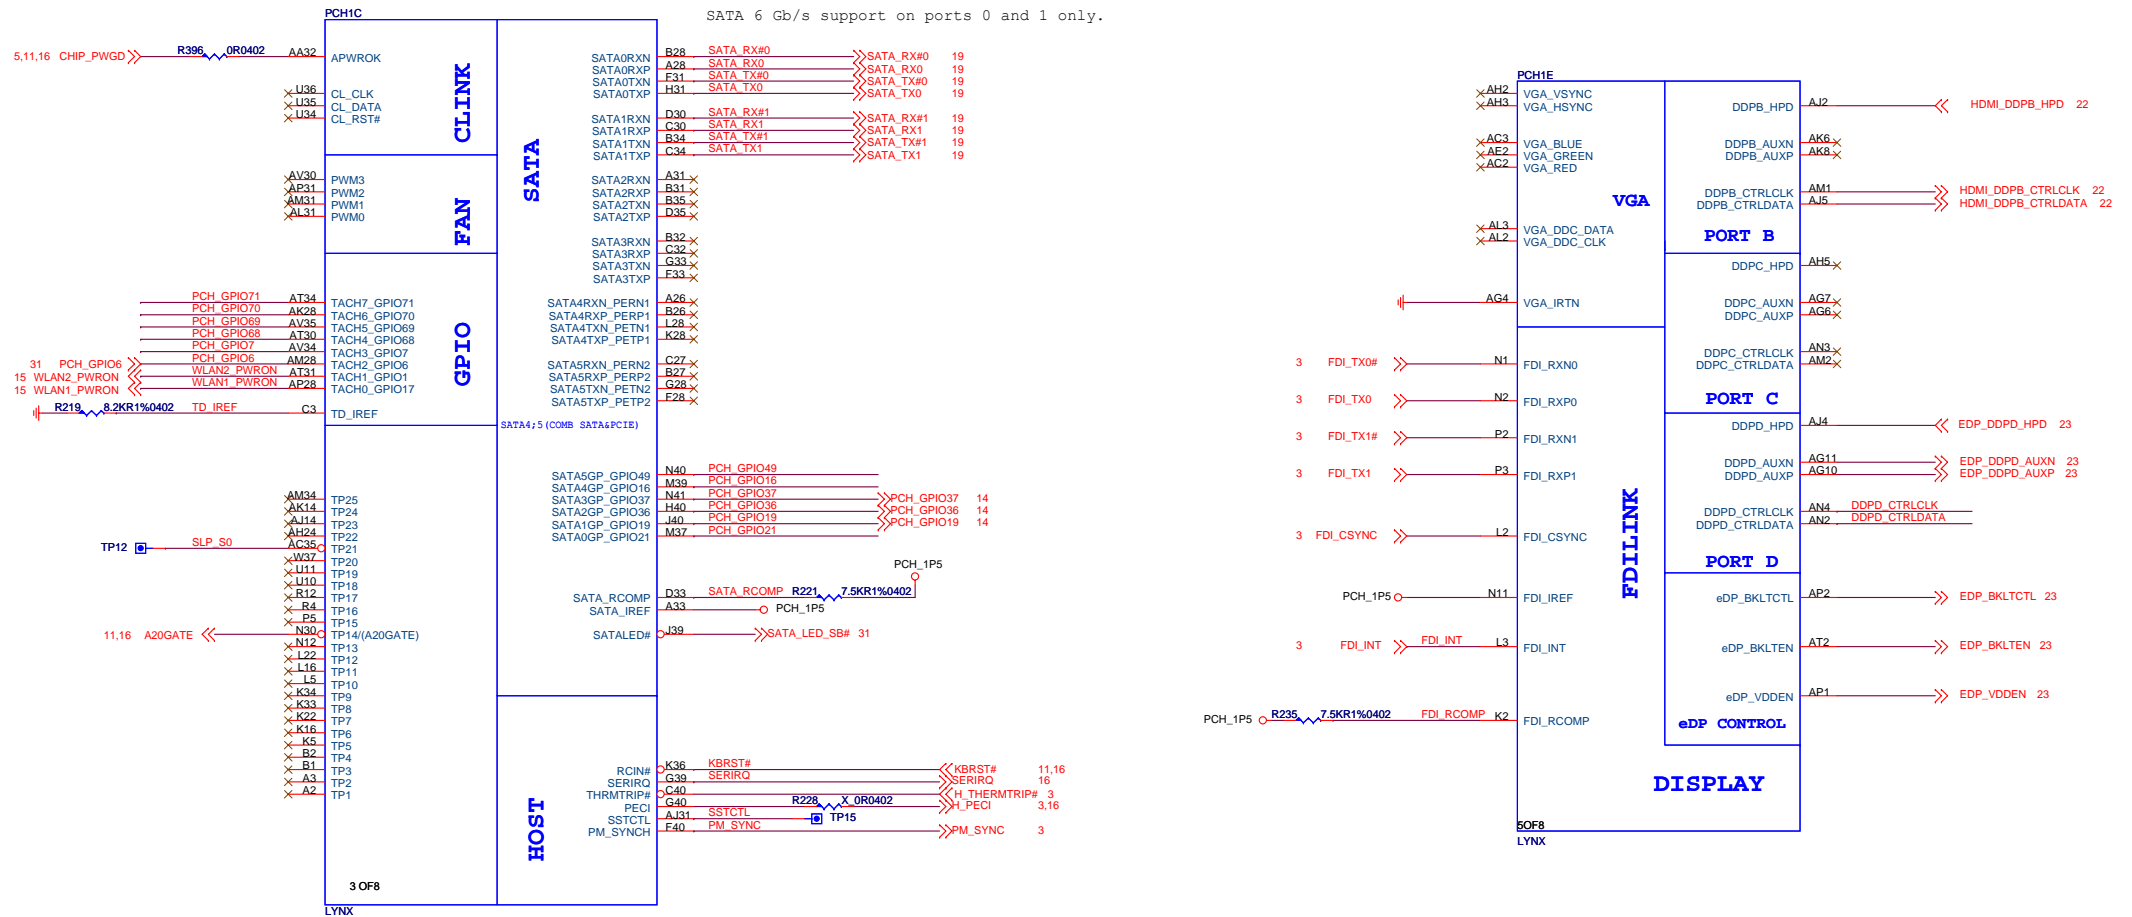 SATA 6 Gb/s support on ports 0 and 1 only.
PCH1C
5,11,16 CHIP_PWGD R396 0R0402 AA32 APWROK
U36 CL_CLK
U35 CL_DATA
U34 CL_RST#
CLINK
AV30 PWM3
AP31 PWM2
AM31 PWM1
AL31 PWM0
FAN
PCH_GPIO71 AT34 TACH7_GPIO71
PCH_GPIO70 AK28 TACH6_GPIO70
PCH_GPIO69 AV35 TACH5_GPIO69
PCH_GPIO68 AT30 TACH4_GPIO68
PCH_GPIO7 AV34 TACH3_GPIO7
31 PCH_GPIO6 PCH_GPIO6 AM28 TACH2_GPIO6
15 WLAN2_PWRON WLAN2_PWRON AT31 TACH1_GPIO1
15 WLAN1_PWRON WLAN1_PWRON AP28 TACH0_GPIO17
R219 8.2KR1%0402 TD_IREF C3 TD_IREF
GPIO
AM34 TP25
AK14 TP24
AJ14 TP23
AH24 TP22
TP12 SLP_S0 AC35 TP21
W37 TP20
U11 TP19
U10 TP18
R12 TP17
R4 TP16
P5 TP15
11,16 A20GATE N30 TP14/(A20GATE)
N12 TP13
L22 TP12
L16 TP11
L5 TP10
K34 TP9
K33 TP8
K22 TP7
K16 TP6
K5 TP5
B2 TP4
B1 TP3
A3 TP2
A2 TP1
3 OF8
LYNX
SATA
SATA0RXN B28 SATA_RX#0 SATA_RX#0 19
SATA0RXP A28 SATA_RX0 SATA_RX0 19
SATA0TXN F31 SATA_TX#0 SATA_TX#0 19
SATA0TXP H31 SATA_TX0 SATA_TX0 19
SATA1RXN D30 SATA_RX#1 SATA_RX#1 19
SATA1RXP C30 SATA_RX1 SATA_RX1 19
SATA1TXN B34 SATA_TX#1 SATA_TX#1 19
SATA1TXP C34 SATA_TX1 SATA_TX1 19
SATA2RXN A31
SATA2RXP B31
SATA2TXN B35
SATA2TXP D35
SATA3RXN B32
SATA3RXP C32
SATA3TXN G33
SATA3TXP F33
SATA4RXN_PERN1 A26
SATA4RXP_PERP1 B26
SATA4TXN_PETN1 L28
SATA4TXP_PETP1 K28
SATA5RXN_PERN2 C27
SATA5RXP_PERP2 B27
SATA5TXN_PETN2 G28
SATA5TXP_PETP2 F28
SATA4;5(COMB SATA&PCIE)
SATA5GP_GPIO49 N40 PCH_GPIO49
SATA4GP_GPIO16 M39 PCH_GPIO16
SATA3GP_GPIO37 N41 PCH_GPIO37 PCH_GPIO37 14
SATA2GP_GPIO36 H40 PCH_GPIO36 PCH_GPIO36 14
SATA1GP_GPIO19 J40 PCH_GPIO19 PCH_GPIO19 14
SATA0GP_GPIO21 M37 PCH_GPIO21
PCH_1P5
SATA_RCOMP D33 SATA_RCOMP R221 7.5KR1%0402
SATA_IREF A33 PCH_1P5
SATALED# J39 SATA_LED_SB# 31
HOST
RCIN# K36 KBRST# KBRST# 11,16
SERIRQ G39 SERIRQ SERIRQ 16
THRMTRIP# C40 H_THERMTRIP# 3
PECI G40 R228 X_0R0402 H_PECI 3,16
SSTCTL AJ31 SSTCTL TP15
PM_SYNCH F40 PM_SYNC PM_SYNC 3
PCH1E
AH2 VGA_VSYNC
AH3 VGA_HSYNC
AC3 VGA_BLUE
AE2 VGA_GREEN
AC2 VGA_RED
VGA
AL3 VGA_DDC_DATA
AL2 VGA_DDC_CLK
AG4 VGA_IRTN
3 FDI_TX0# N1 FDI_RXN0
3 FDI_TX0 N2 FDI_RXP0
3 FDI_TX1# P2 FDI_RXN1
3 FDI_TX1 P3 FDI_RXP1
3 FDI_CSYNC L2 FDI_CSYNC
PCH_1P5 N11 FDI_IREF
3 FDI_INT FDI_INT L3 FDI_INT
PCH_1P5 R235 7.5KR1%0402 FDI_RCOMP K2 FDI_RCOMP
FDILINK
DDPB_HPD AJ2 HDMI_DDPB_HPD 22
DDPB_AUXN AK6
DDPB_AUXP AK8
DDPB_CTRLCLK AM1 HDMI_DDPB_CTRLCLK 22
DDPB_CTRLDATA AJ5 HDMI_DDPB_CTRLDATA 22
PORT B
DDPC_HPD AH5
DDPC_AUXN AG7
DDPC_AUXP AG6
DDPC_CTRLCLK AN3
DDPC_CTRLDATA AM2
PORT C
DDPD_HPD AJ4 EDP_DDPD_HPD 23
DDPD_AUXN AG11 EDP_DDPD_AUXN 23
DDPD_AUXP AG10 EDP_DDPD_AUXP 23
DDPD_CTRLCLK AN4 DDPD_CTRLCLK
DDPD_CTRLDATA AN2 DDPD_CTRLDATA
PORT D
eDP_BKLTCTL AP2 EDP_BKLTCTL 23
eDP_BKLTEN AT2 EDP_BKLTEN 23
eDP_VDDEN AP1 EDP_VDDEN 23
eDP CONTROL
DISPLAY
5OF8
LYNX